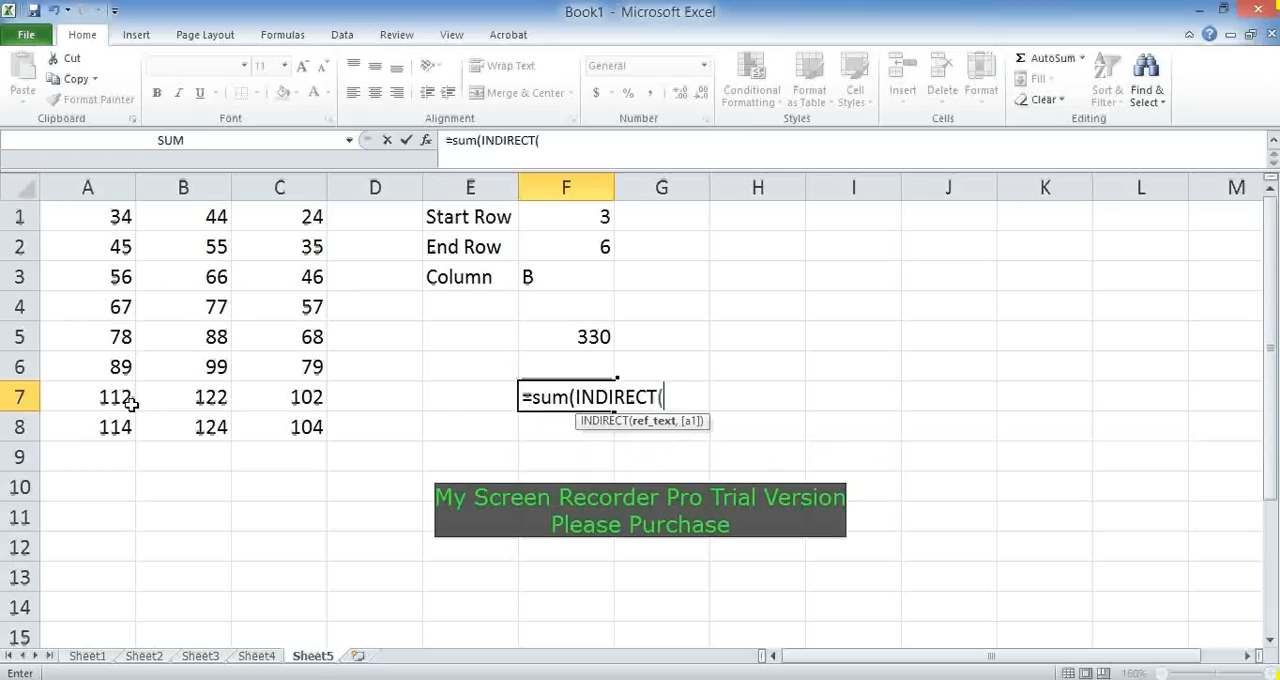 Book1 - Microsoft Excel
File Home Insert Page Layout Formulas Data Review View Acrobat
Paste
Cut
Copy
Format Painter
Clipboard
11 A A
B I U A
Font
Wrap Text
Merge & Center
Alignment
General
$ % ,
Number
Conditional Formatting
Format as Table
Cell Styles
Styles
Insert
Delete
Format
Cells
Σ AutoSum
Fill
Clear
Sort & Filter
Find & Select
Editing
SUM fx =sum(INDIRECT(
A B C D E F G H I J K L M
1 34 44 24 Start Row 3
2 45 55 35 End Row 6
3 56 66 46 Column B
4 67 77 57
5 78 88 68 330
6 89 99 79
7 112 122 102 =sum(INDIRECT(
INDIRECT(ref_text, [a1])
8 114 124 104
9
10
11
12
13
14
15
My Screen Recorder Pro Trial Version
Please Purchase
Sheet1 Sheet2 Sheet3 Sheet4 Sheet5
Enter 160%